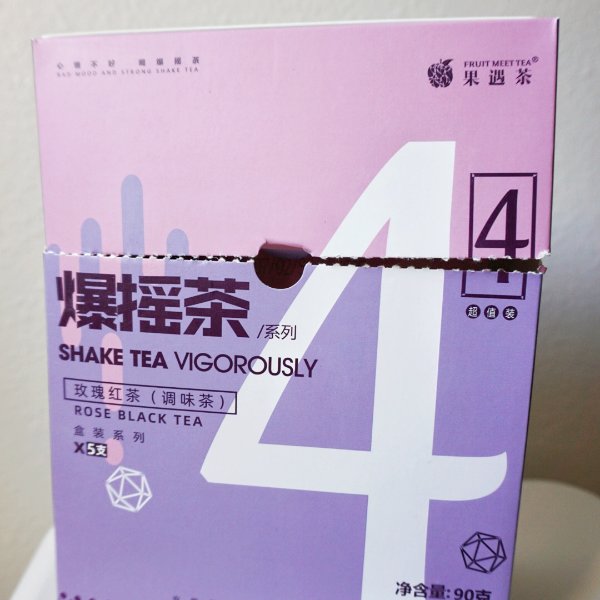 心情不好 喝爆摇茶
BAD MOOD AND STRONG SHAKE TEA
FRUIT MEET TEA®
果遇茶
4
4
超值装
爆摇茶/系列
SHAKE TEA VIGOROUSLY
玫瑰红茶（调味茶）
ROSE BLACK TEA
盒装系列
X5支
净含量:90克